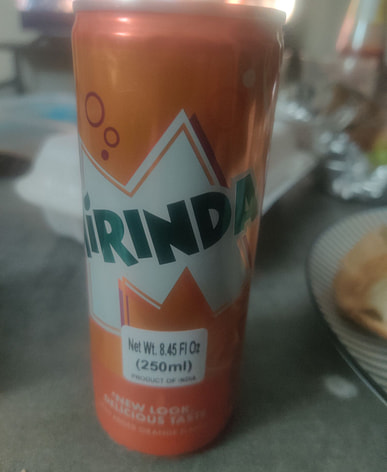 MIRINDA
Net Wt. 8.45 Fl Oz
(250ml)
PRODUCT OF INDIA
*NEW LOOK
DELICIOUS TASTE